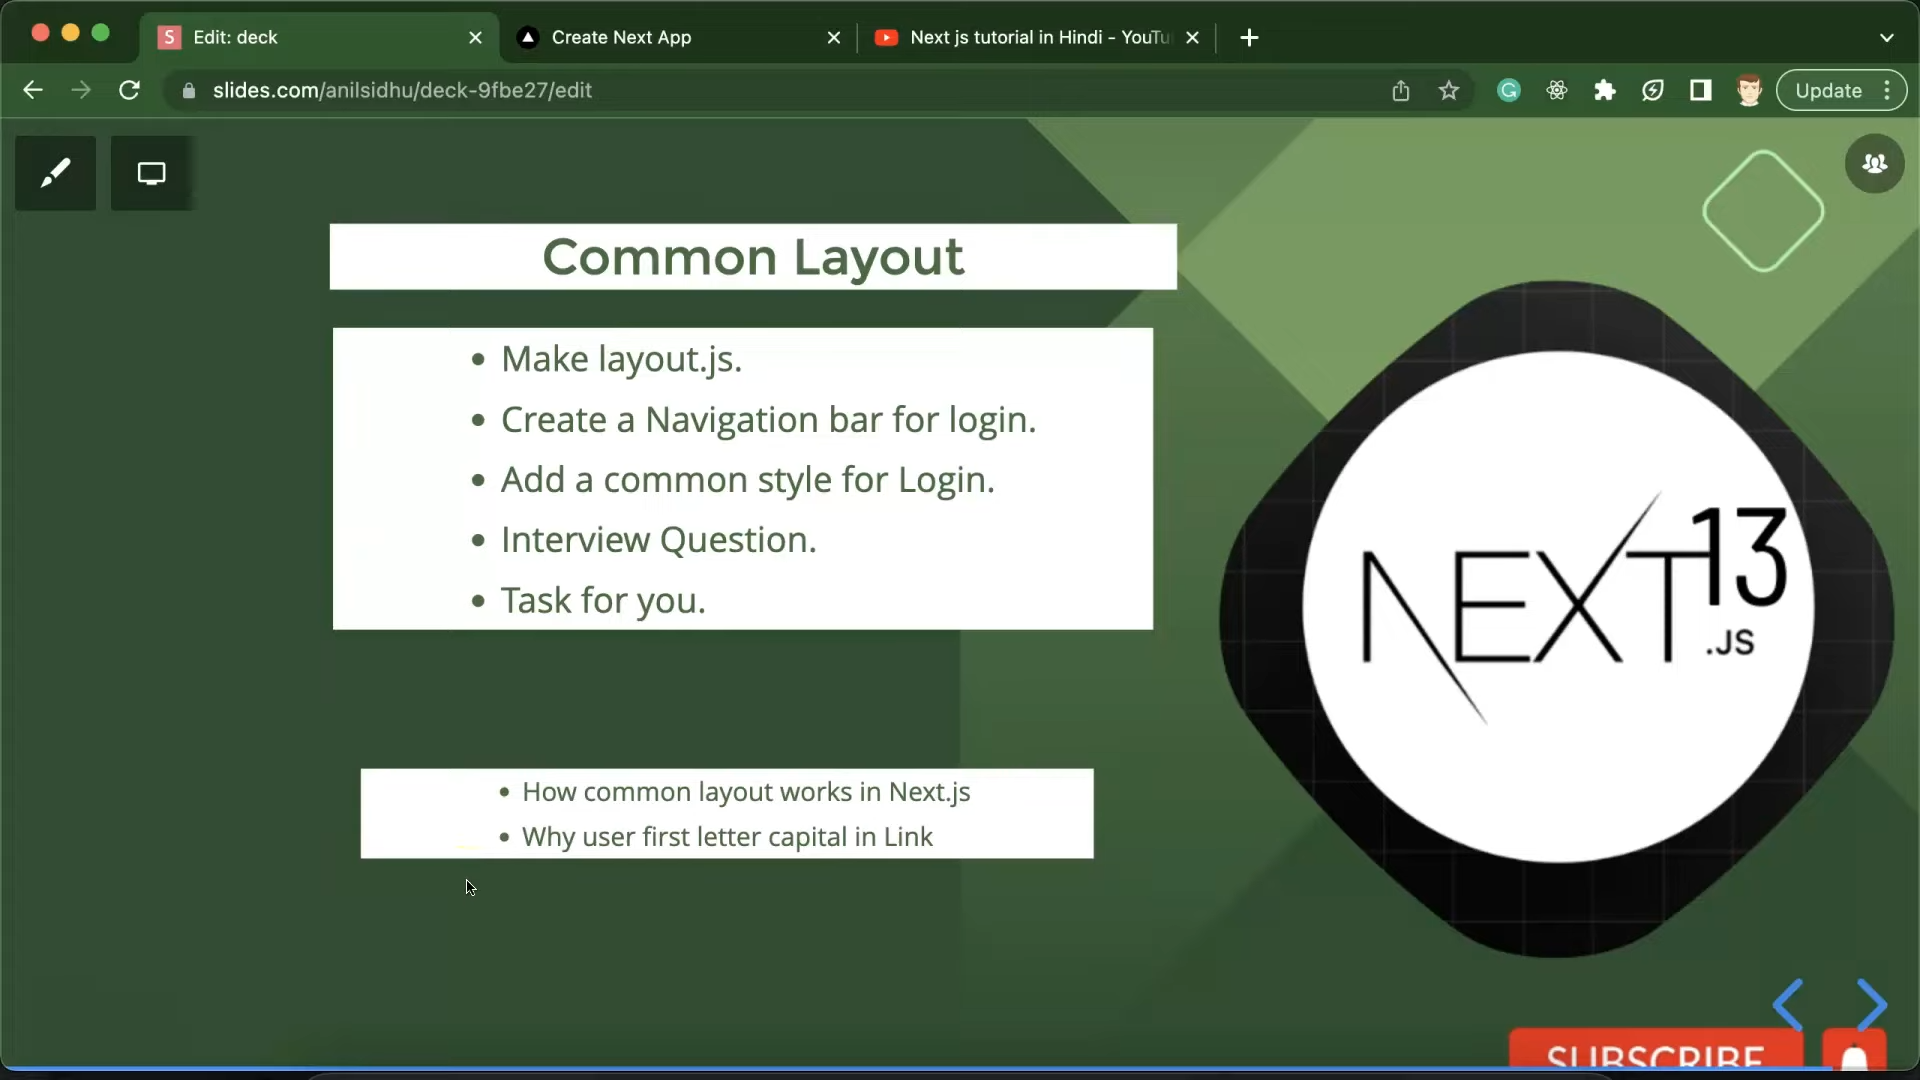 Edit: deck
Create Next App
Next js tutorial in Hindi - YouTu
slides.com/anilsidhu/deck-9fbe27/edit
Update
Common Layout
• Make layout.js.
• Create a Navigation bar for login.
• Add a common style for Login.
• Interview Question.
• Task for you.
NEXT 13
.JS
• How common layout works in Next.js
• Why user first letter capital in Link
SUBSCRIBE